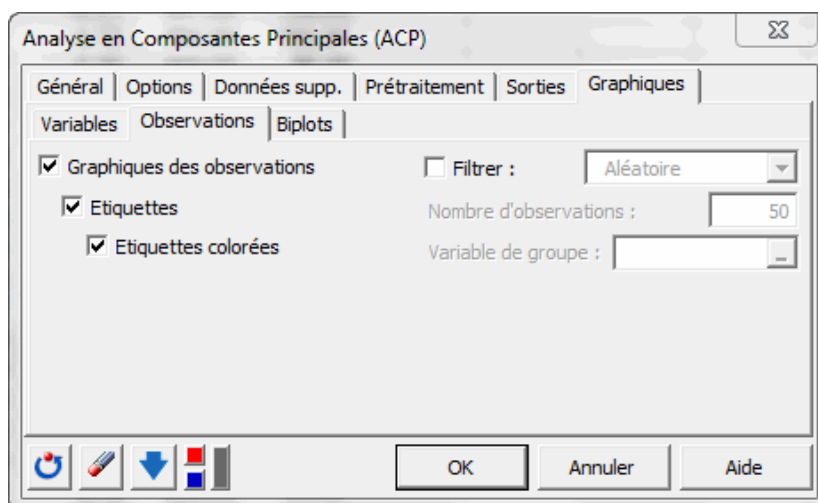 Analyse en Composantes Principales (ACP)
Général Options Données supp. Prétraitement Sorties Graphiques
Variables Observations Biplots
Graphiques des observations Filtrer : Aléatoire
Etiquettes Nombre d'observations : 50
Etiquettes colorées Variable de groupe : _
OK Annuler Aide